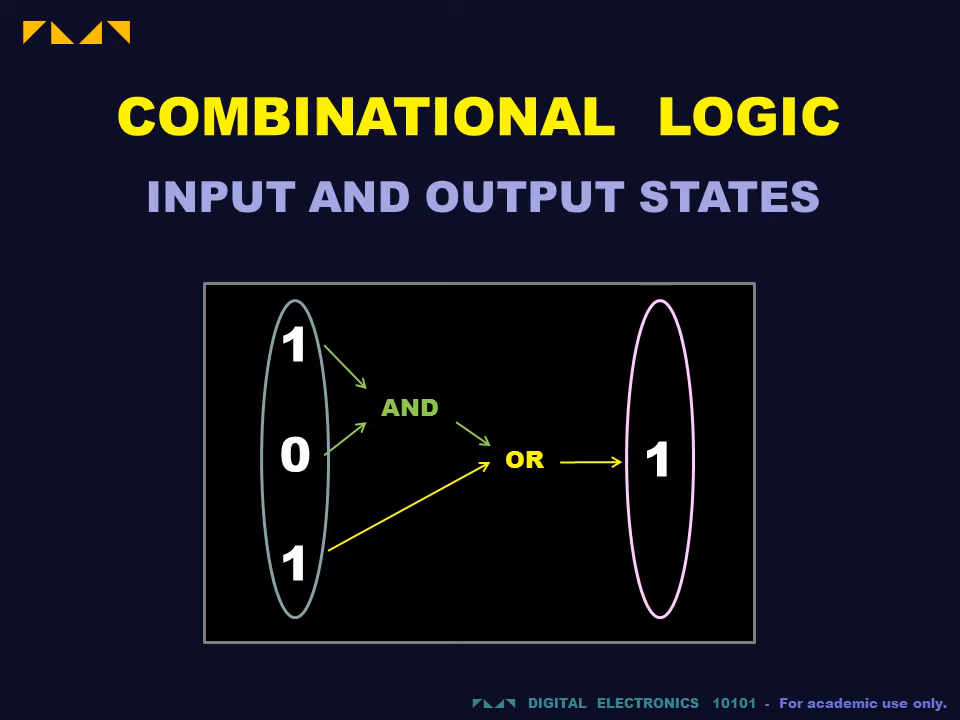 COMBINATIONAL LOGIC
INPUT AND OUTPUT STATES
1
AND
0
OR
1
1
DIGITAL ELECTRONICS 10101 - For academic use only.